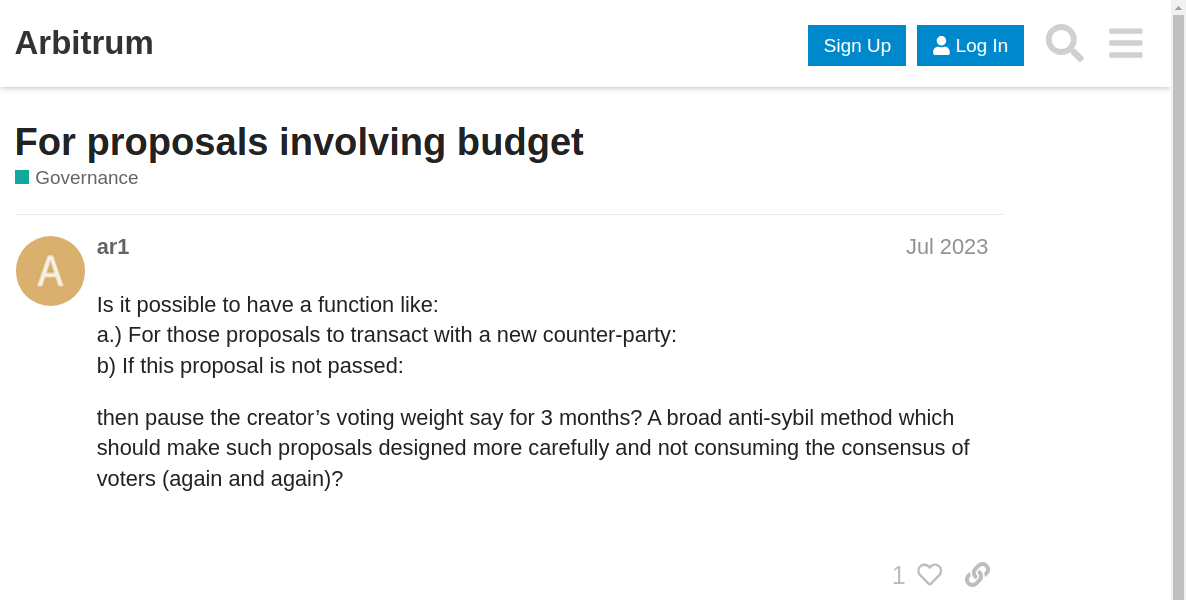 Arbitrum
Sign Up
Log In
For proposals involving budget
Governance
A
ar1
Jul 2023
Is it possible to have a function like:
a.) For those proposals to transact with a new counter-party:
b) If this proposal is not passed:
then pause the creator’s voting weight say for 3 months? A broad anti-sybil method which
should make such proposals designed more carefully and not consuming the consensus of
voters (again and again)?
1